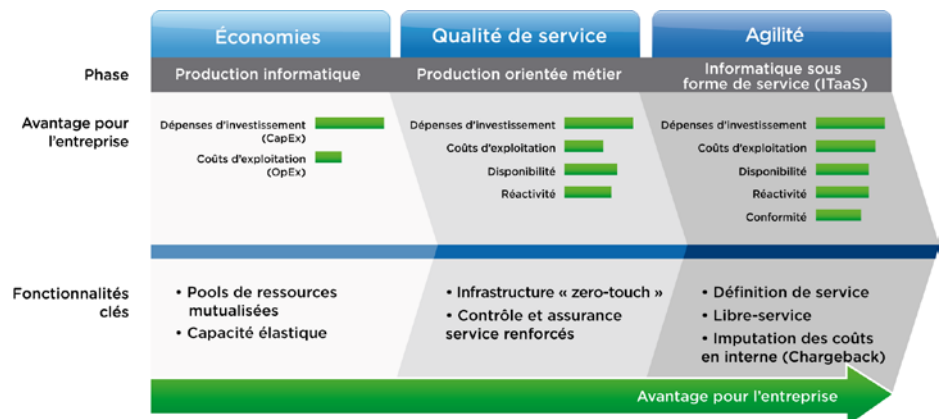 Économies
Qualité de service
Agilité
Phase
Production informatique
Production orientée métier
Informatique sous
forme de service (ITaaS)
Avantage pour
l'entreprise
Dépenses d'investissement
(CapEx)
Coûts d'exploitation
(OpEx)
Dépenses d'investissement
Coûts d'exploitation
Disponibilité
Réactivité
Dépenses d'investissement
Coûts d'exploitation
Disponibilité
Réactivité
Conformité
Fonctionnalités
clés
• Pools de ressources
mutualisées
• Capacité élastique
• Infrastructure « zero-touch »
• Contrôle et assurance
service renforcés
• Définition de service
• Libre-service
• Imputation des coûts
en interne (Chargeback)
Avantage pour l'entreprise